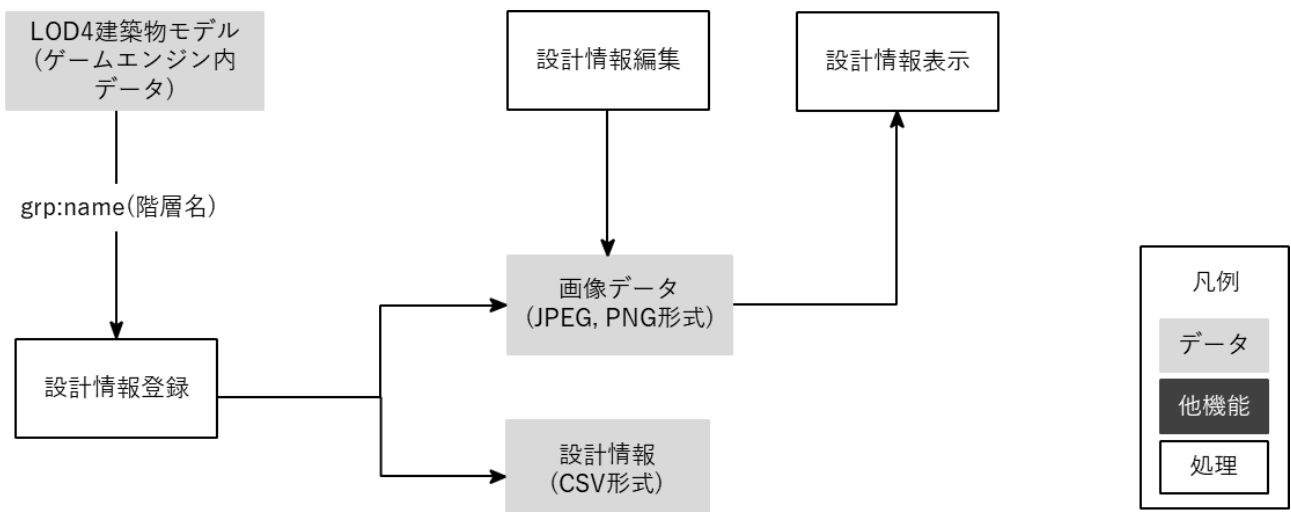 LOD4建築物モデル
(ゲームエンジン内
データ)
設計情報編集
設計情報表示
grp:name(階層名)
画像データ
(JPEG, PNG形式)
設計情報登録
設計情報
(CSV形式)
凡例
データ
他機能
処理